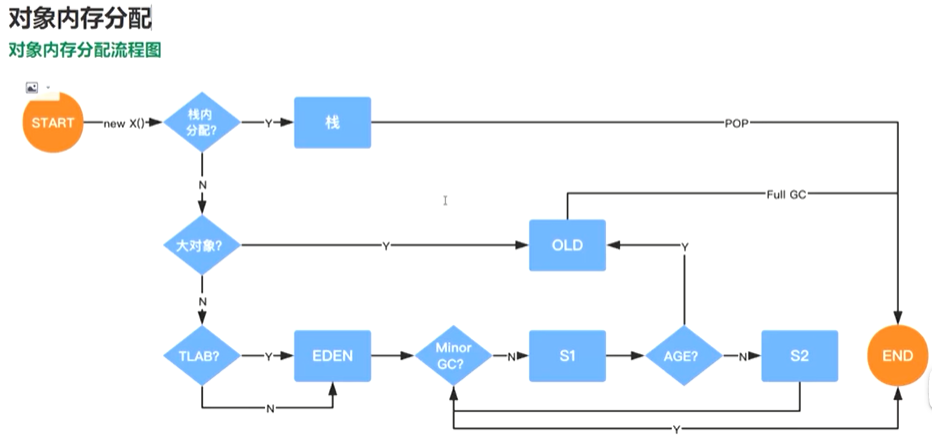 对象内存分配
对象内存分配流程图
START
new X()
栈内
分配?
Y
栈
POP
N
Full GC
大对象?
Y
OLD
Y
N
TLAB?
Y
EDEN
Minor
GC?
N
S1
AGE?
N
S2
END
N
Y